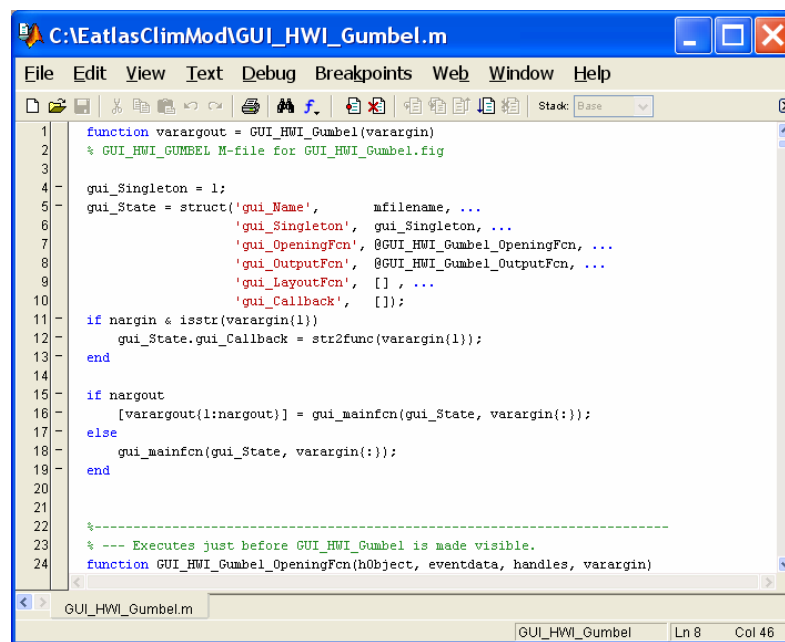 C:\EatlasClimMod\GUI_HWI_Gumbel.m
File Edit View Text Debug Breakpoints Web Window Help
Stack: Base
1 function varargout = GUI_HWI_Gumbel(varargin)
2 % GUI_HWI_GUMBEL M-file for GUI_HWI_Gumbel.fig
3
4 - gui_Singleton = 1;
5 - gui_State = struct('gui_Name', mfilename, ...
6 'gui_Singleton', gui_Singleton, ...
7 'gui_OpeningFcn', @GUI_HWI_Gumbel_OpeningFcn, ...
8 'gui_OutputFcn', @GUI_HWI_Gumbel_OutputFcn, ...
9 'gui_LayoutFcn', [] , ...
10 'gui_Callback', []);
11 - if nargin & isstr(varargin{1})
12 - gui_State.gui_Callback = str2func(varargin{1});
13 - end
14
15 - if nargout
16 - [varargout{1:nargout}] = gui_mainfcn(gui_State, varargin{:});
17 - else
18 - gui_mainfcn(gui_State, varargin{:});
19 - end
20
21
22 %------------------------------------------------------------------------
23 % --- Executes just before GUI_HWI_Gumbel is made visible.
24 function GUI_HWI_Gumbel_OpeningFcn(hObject, eventdata, handles, varargin)
GUI_HWI_Gumbel.m
GUI_HWI_Gumbel Ln 8 Col 46